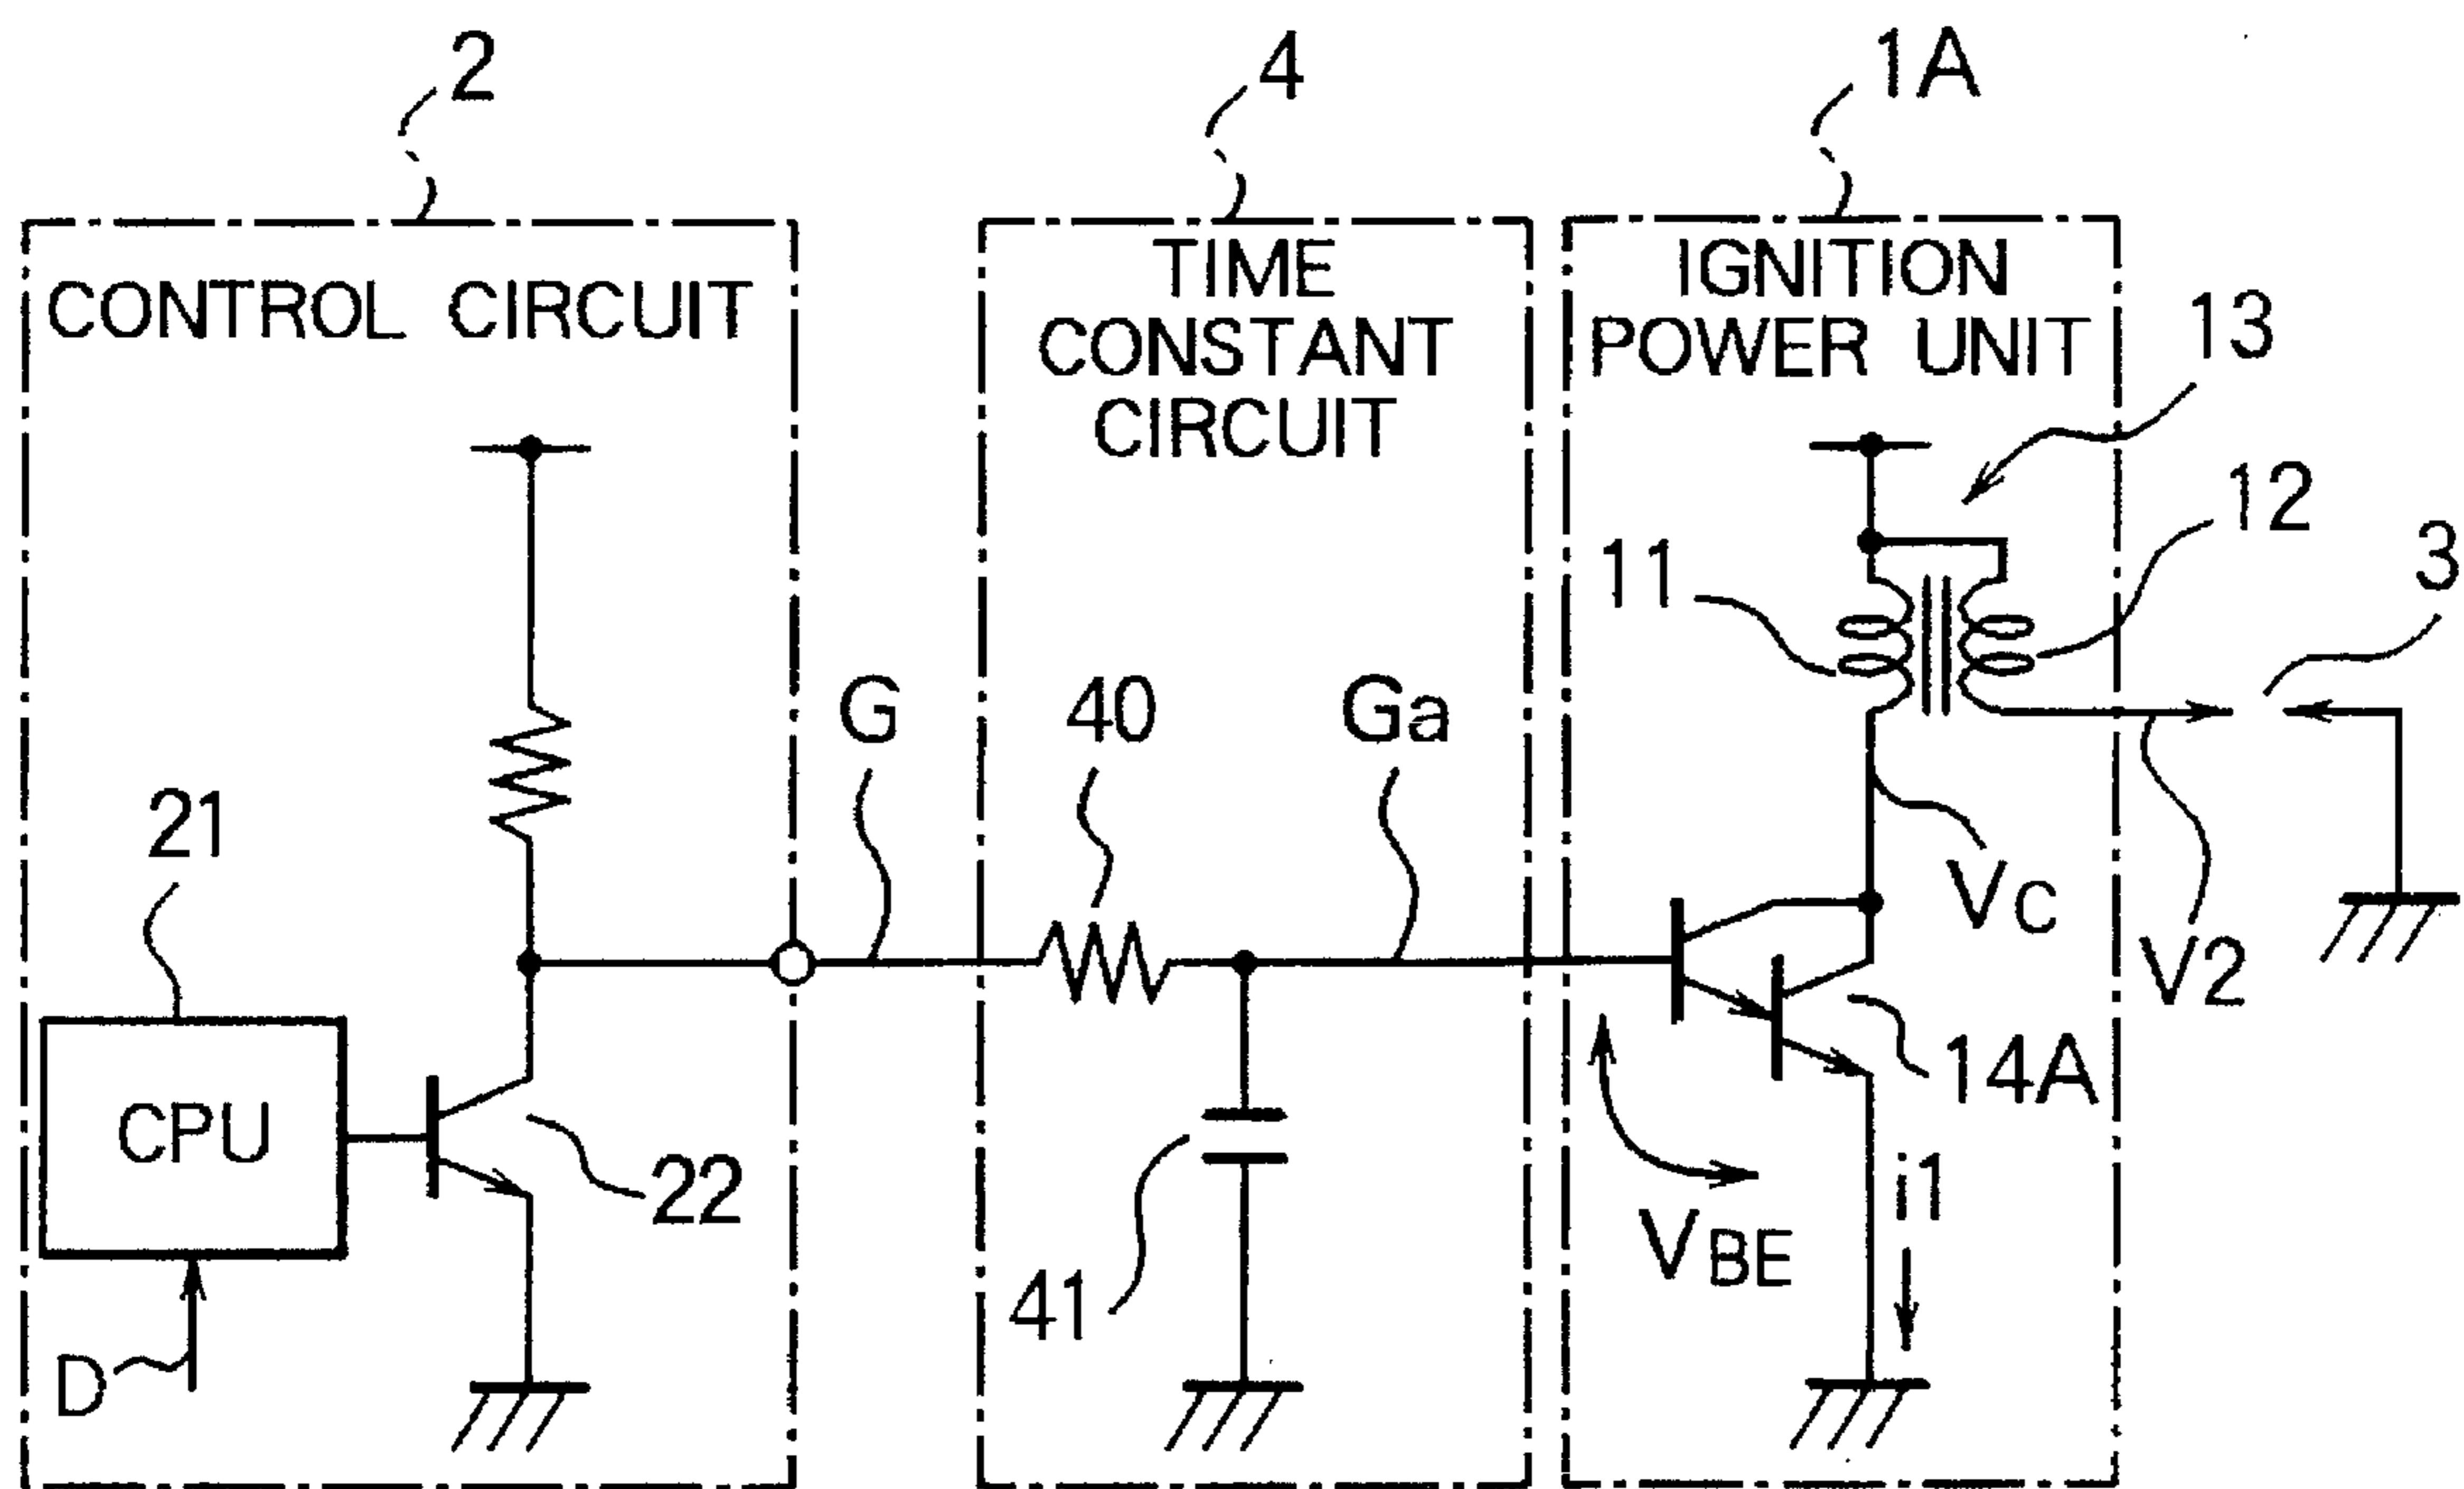 2
4
1A
CONTROL CIRCUIT
TIME
CONSTANT
CIRCUIT
IGNITION
POWER UNIT
13
12
11
3
G
40
Ga
21
VC
V2
CPU
22
14A
41
VBE
i1
D